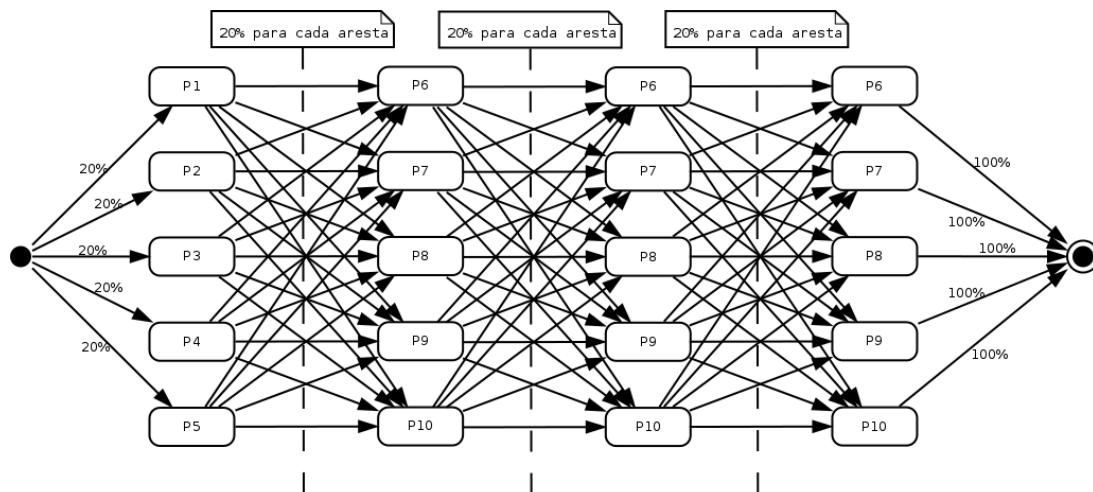 20% para cada aresta
20% para cada aresta
20% para cada aresta
P1
P6
P6
P6
20%
100%
P2
P7
P7
P7
20%
100%
20%
P3
P8
P8
P8
100%
20%
100%
P4
P9
P9
P9
20%
100%
P5
P10
P10
P10